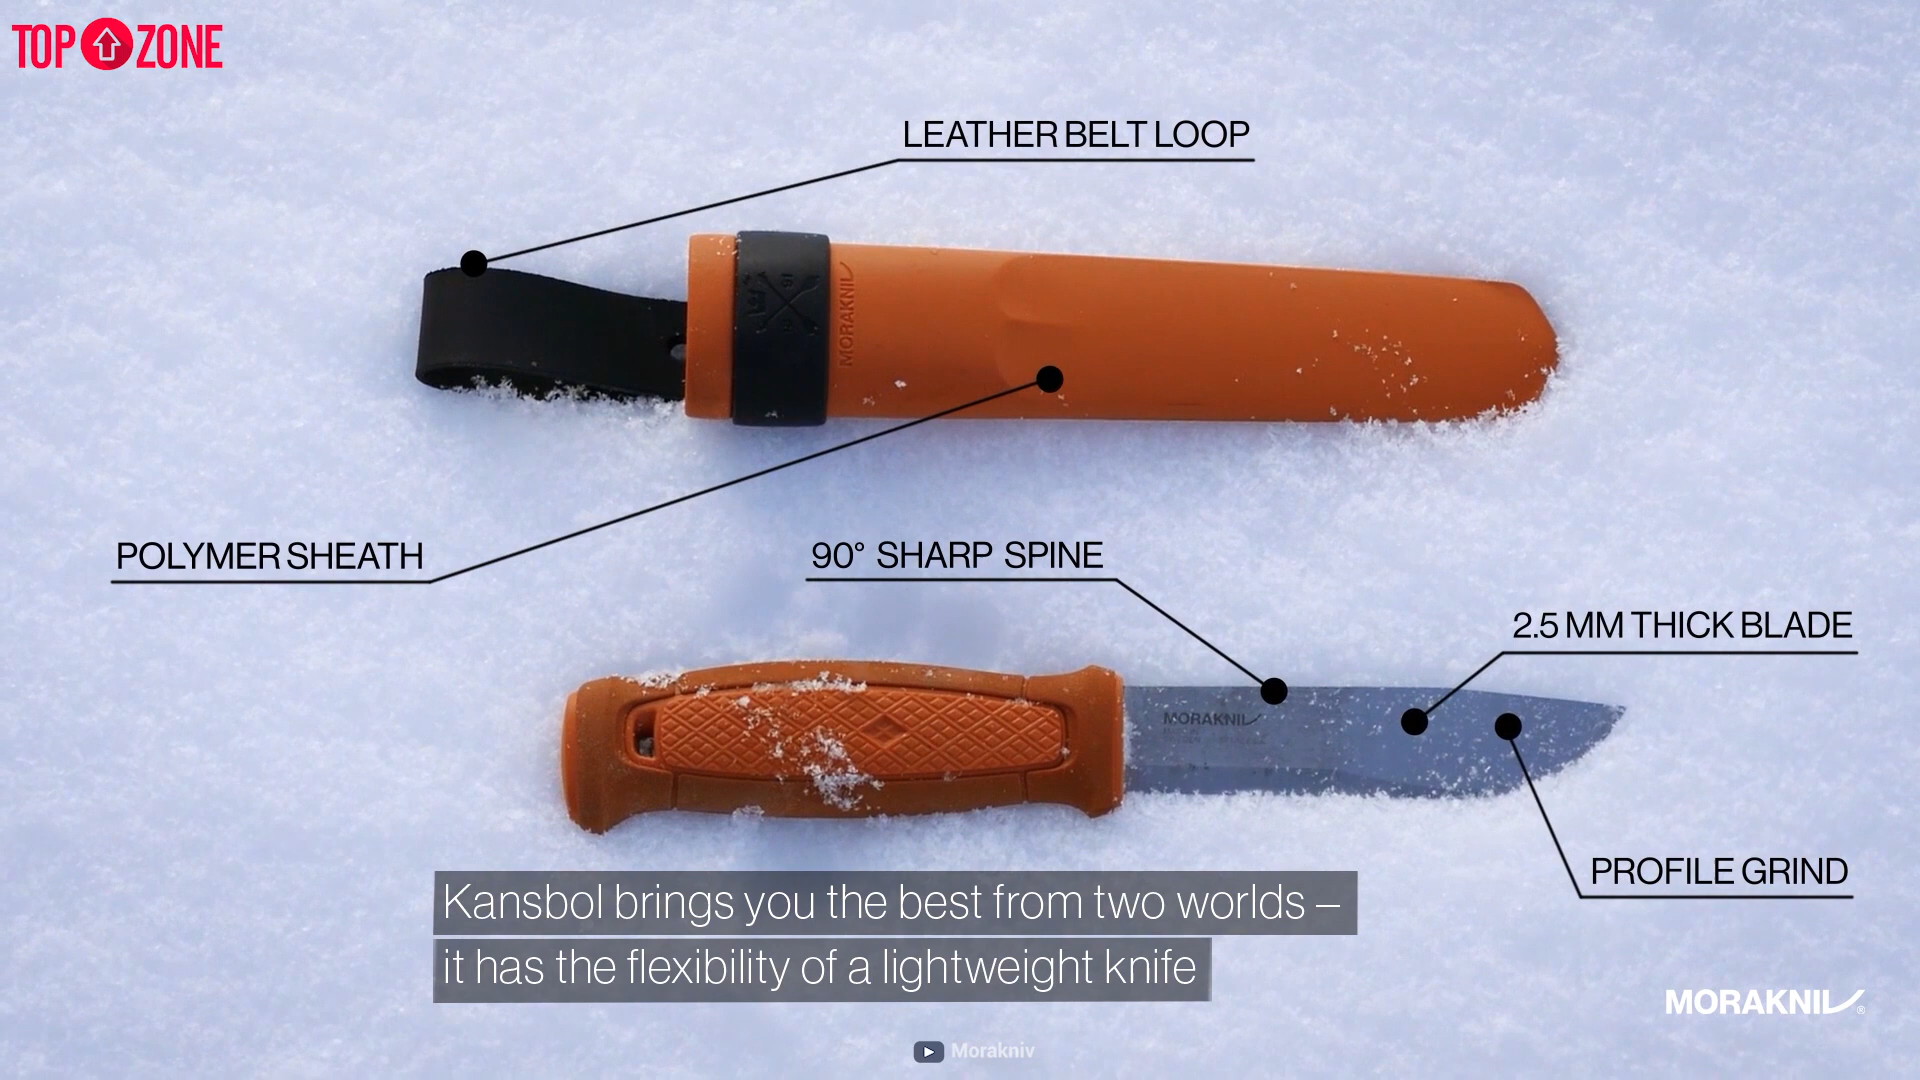 TOP ZONE
LEATHER BELT LOOP
MORAKNIV
POLYMER SHEATH
90° SHARP SPINE
2.5 MM THICK BLADE
MORAKNIV
PROFILE GRIND
Kansbol brings you the best from two worlds –
it has the flexibility of a lightweight knife
MORAKNIV®
Morakniv